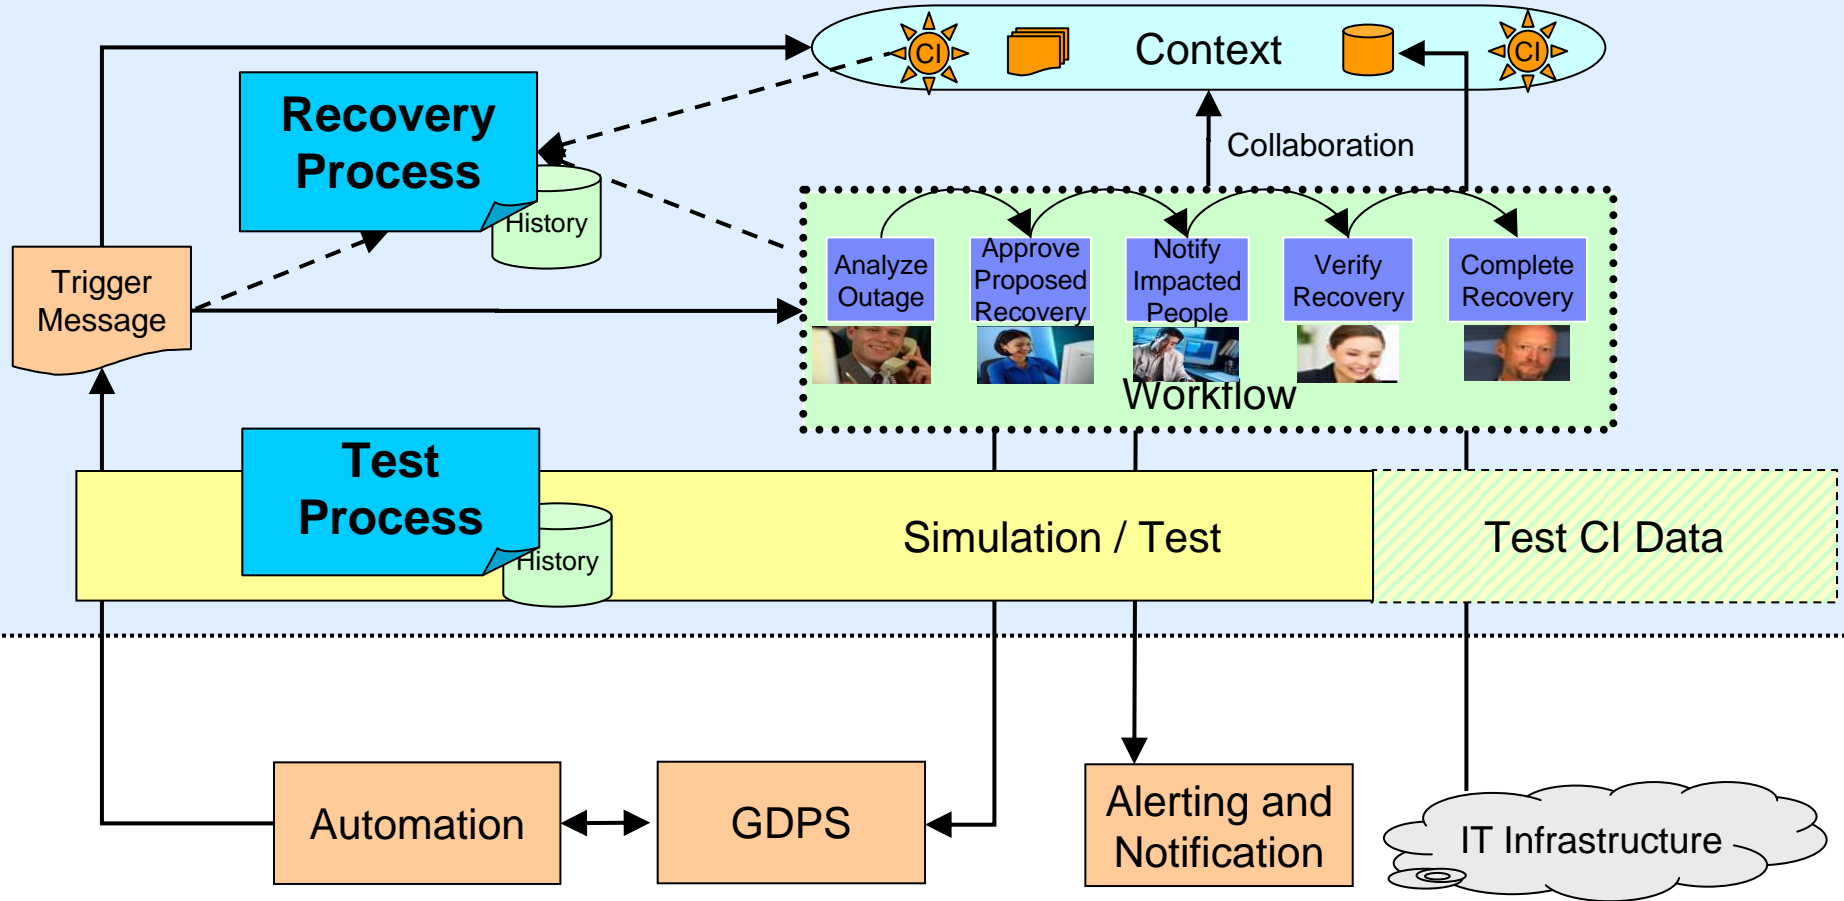 CI
Context
CI
Recovery
Process
Collaboration
History
Trigger
Message
Analyze
Outage
Approve
Proposed
Recovery
Notify
Impacted
People
Verify
Recovery
Complete
Recovery
Workflow
Test
Process
History
Simulation / Test
Test CI Data
Automation
GDPS
Alerting and
Notification
IT Infrastructure